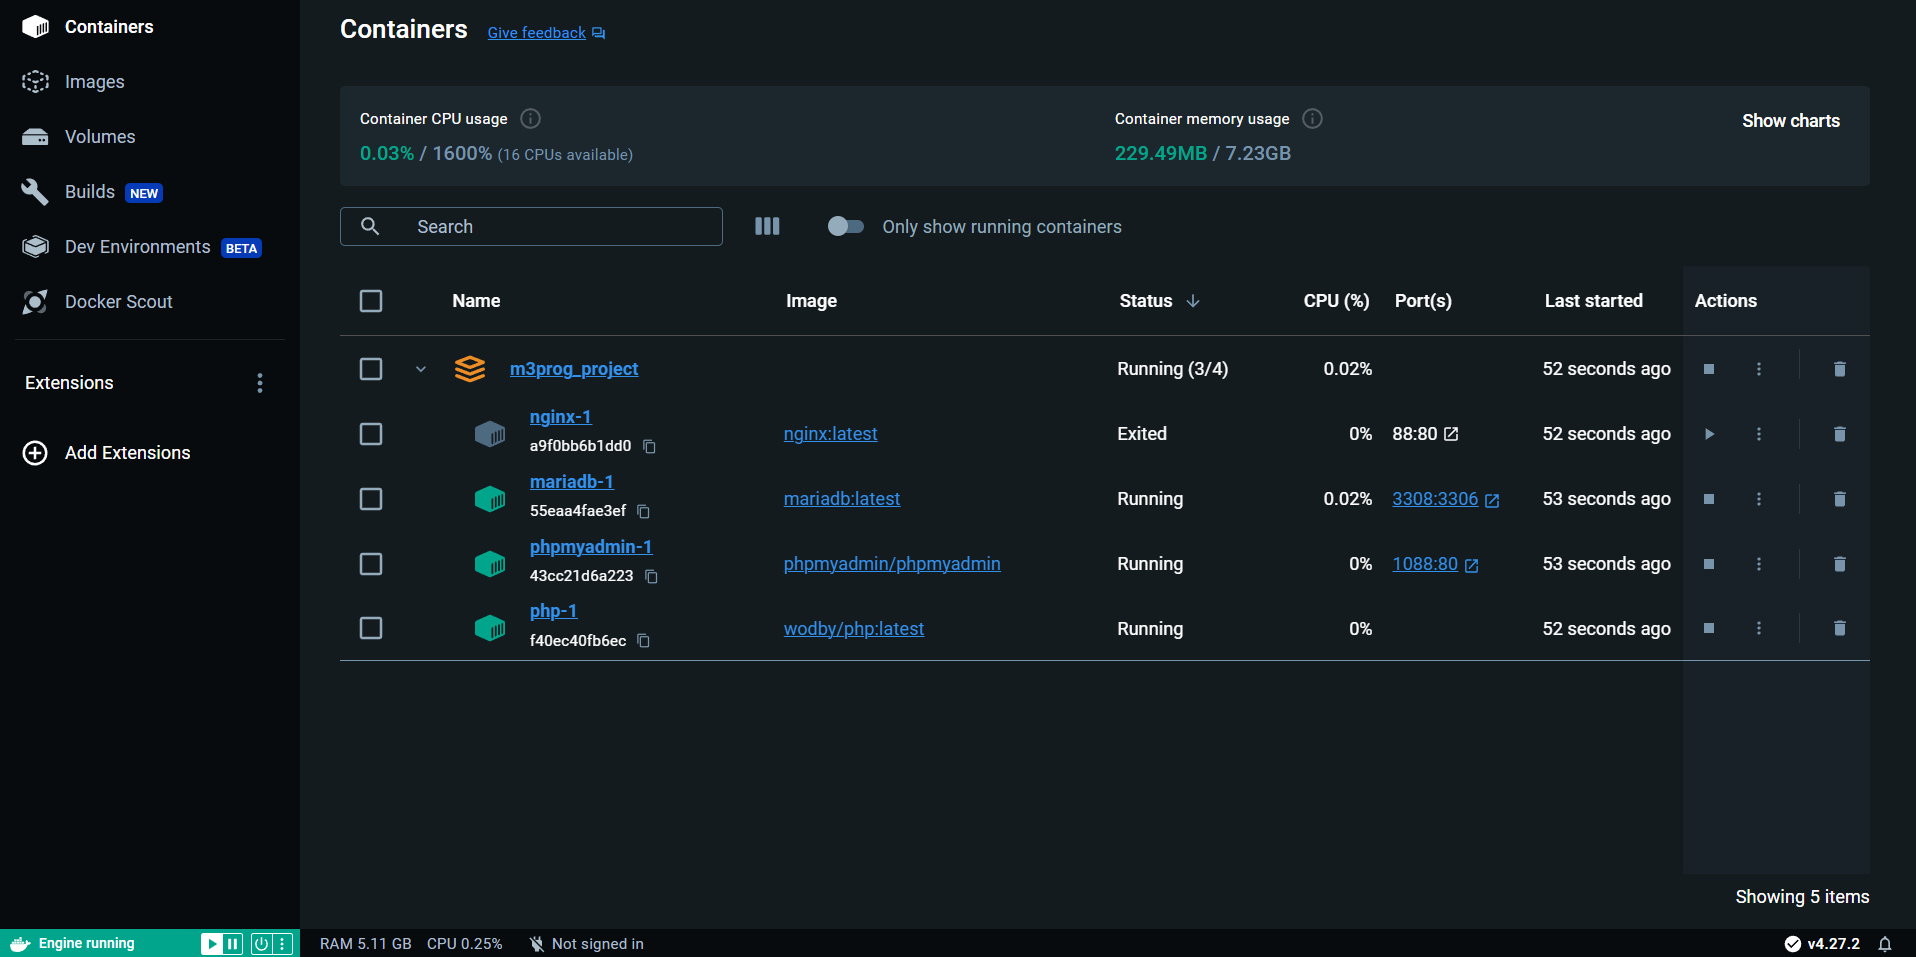 Containers
Images
Volumes
Builds NEW
Dev Environments BETA
Docker Scout
Extensions
Add Extensions
Containers Give feedback
Container CPU usage
0.03% / 1600% (16 CPUs available)
Container memory usage
229.49MB / 7.23GB
Show charts
Search
Only show running containers
Name Image Status CPU (%) Port(s) Last started Actions
m3prog_project Running (3/4) 0.02% 52 seconds ago
nginx-1
a9f0bb6b1dd0
nginx:latest Exited 0% 88:80 52 seconds ago
mariadb-1
55eaa4fae3ef
mariadb:latest Running 0.02% 3308:3306 53 seconds ago
phpmyadmin-1
43cc21d6a223
phpmyadmin/phpmyadmin Running 0% 1088:80 53 seconds ago
php-1
f40ec40fb6ec
wodby/php:latest Running 0% 52 seconds ago
Showing 5 items
Engine running
RAM 5.11 GB CPU 0.25% Not signed in
v4.27.2